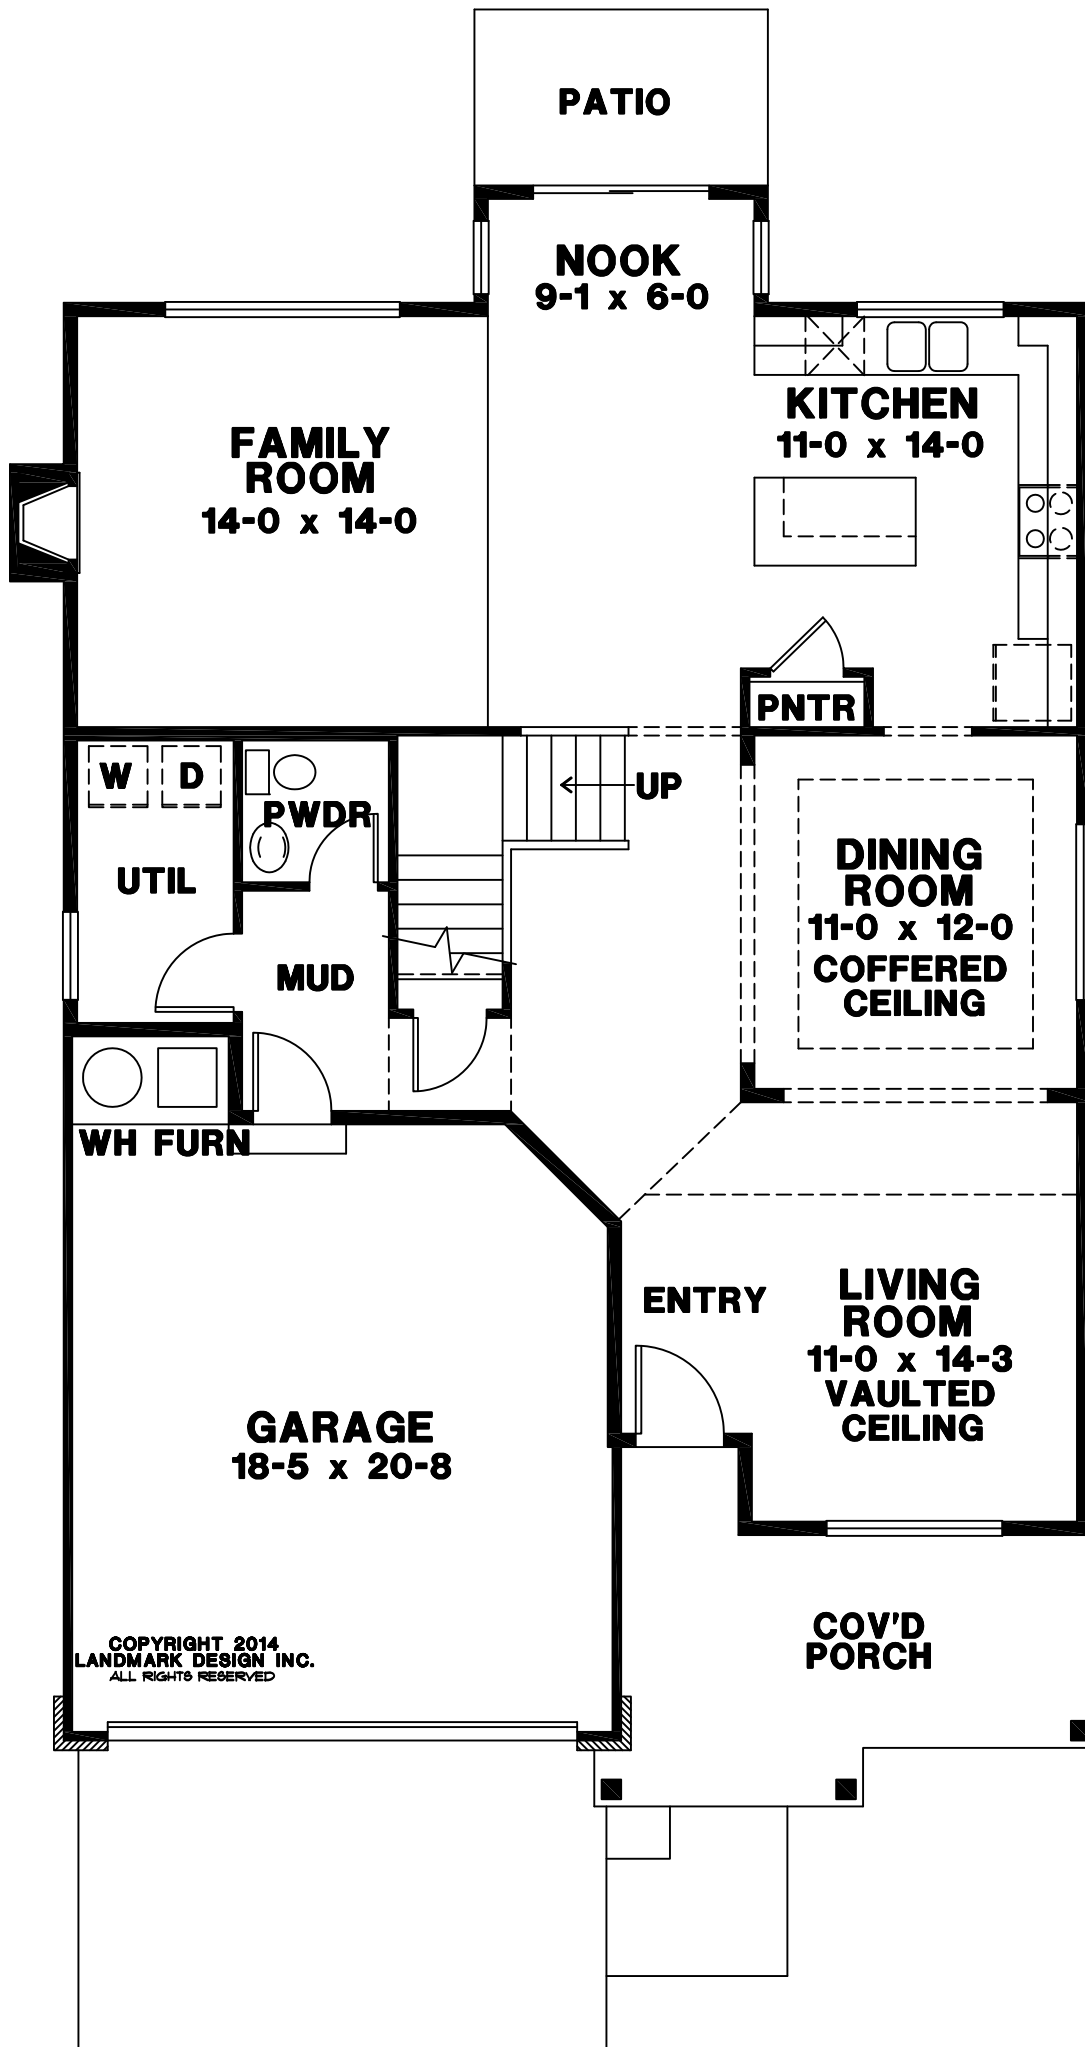 PATIO
NOOK
9-1 x 6-0
KITCHEN
11-0 x 14-0
FAMILY
ROOM
14-0 x 14-0
PNTR
W D
PWDR
UP
UTIL
DINING
ROOM
11-0 x 12-0
COFFERED
CEILING
MUD
WH FURN
ENTRY
LIVING
ROOM
11-0 x 14-3
VAULTED
CEILING
GARAGE
18-5 x 20-8
COV'D
PORCH
COPYRIGHT 2014
LANDMARK DESIGN INC.
ALL RIGHTS RESERVED